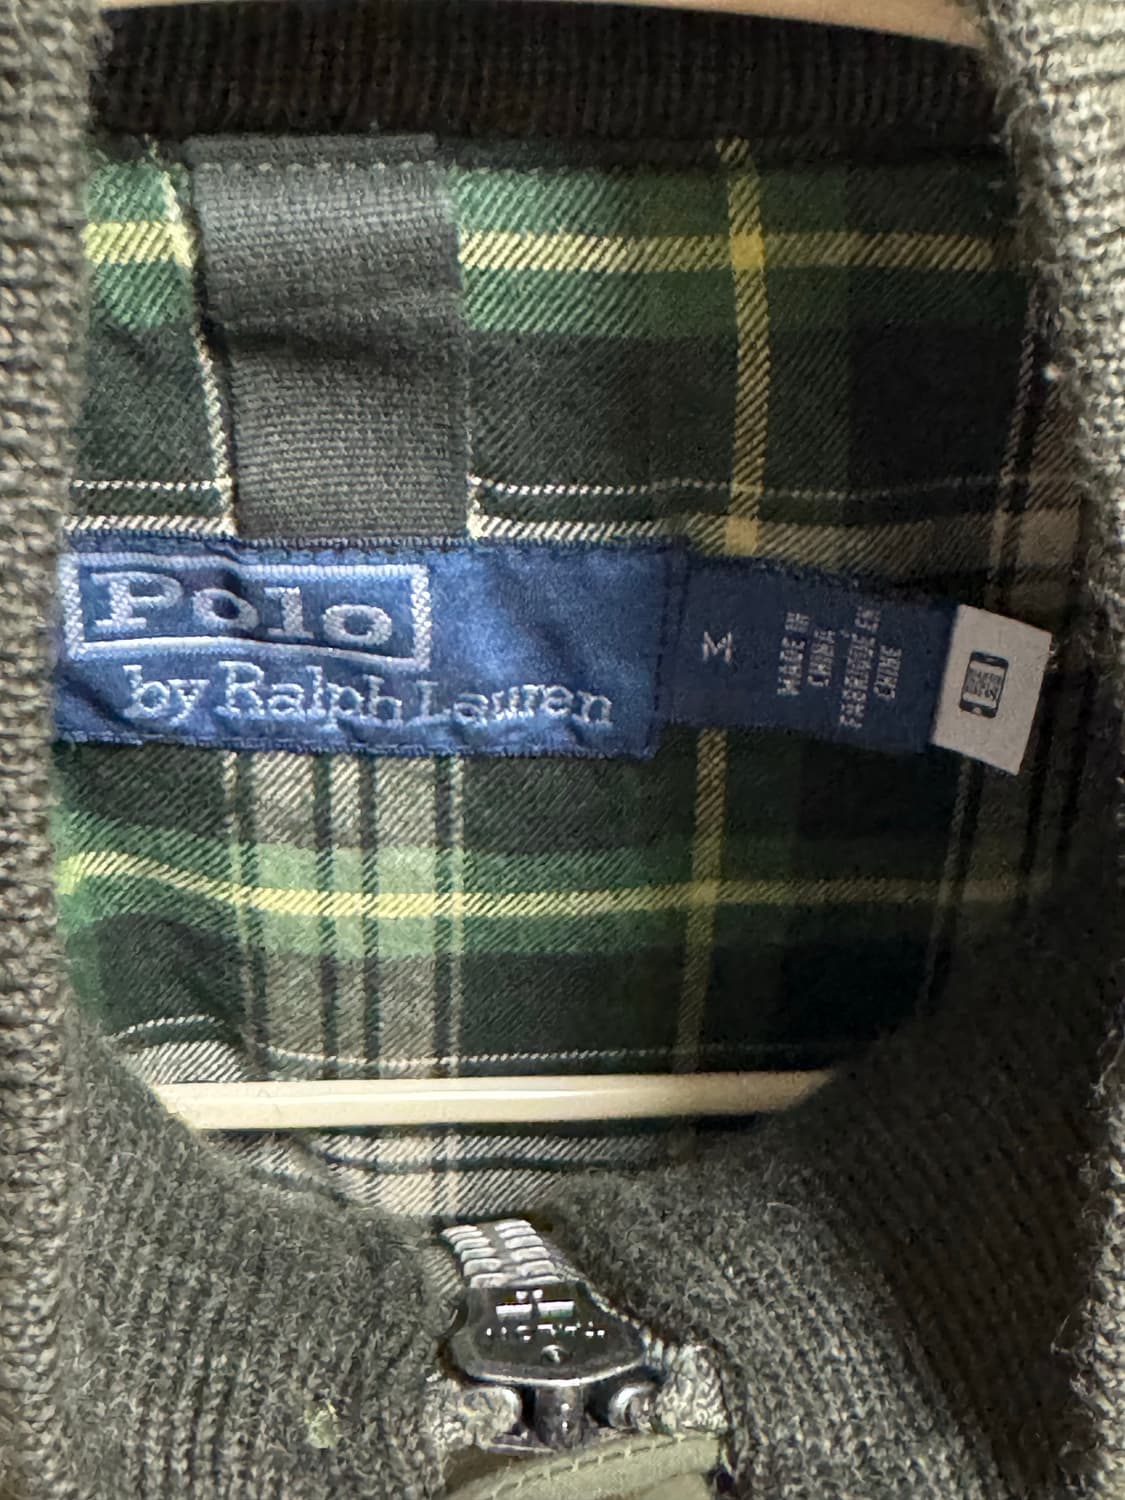 Polo
by Ralph Lauren
M
MADE IN
CHINA
FABRIQUÉ EN
CHINE